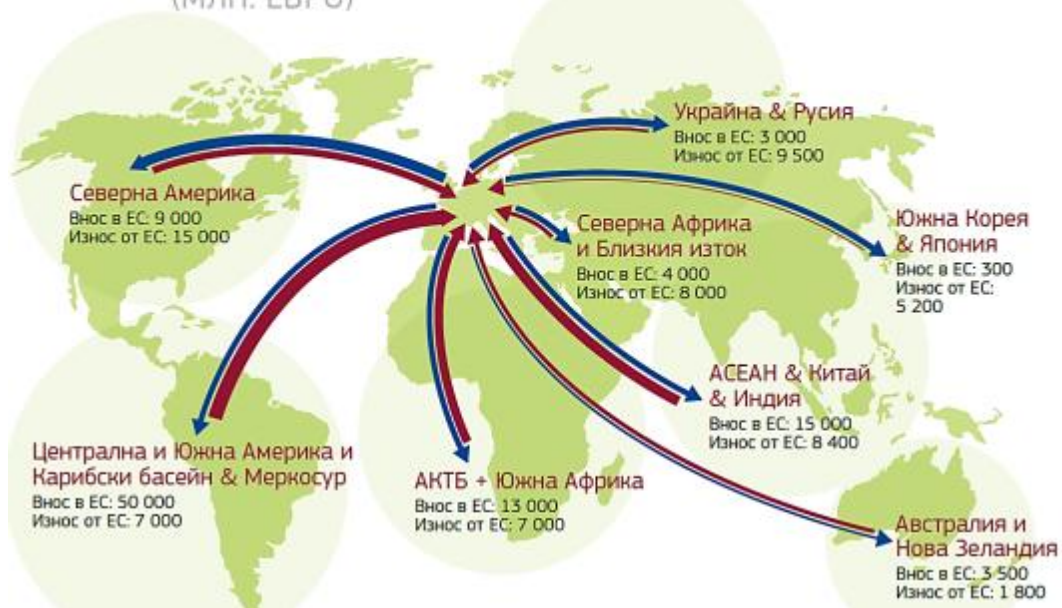 (МЛН. ЕВРО)
Украйна & Русия
Внос в ЕС: 3 000
Износ от ЕС: 9 500
Северна Америка
Внос в ЕС: 9 000
Износ от ЕС: 15 000
Северна Африка
и Близкия изток
Внос в ЕС: 4 000
Износ от ЕС: 8 000
Южна Корея
& Япония
Внос в ЕС: 300
Износ от ЕС:
5 200
АСЕАН & Китай
& Индия
Внос в ЕС: 15 000
Износ от ЕС: 8 400
Централна и Южна Америка и
Карибски басейн & Меркосур
Внос в ЕС: 50 000
Износ от ЕС: 7 000
АКТБ + Южна Африка
Внос в ЕС: 13 000
Износ от ЕС: 7 000
Австралия и
Нова Зеландия
Внос в ЕС: 3 500
Износ от ЕС: 1 800